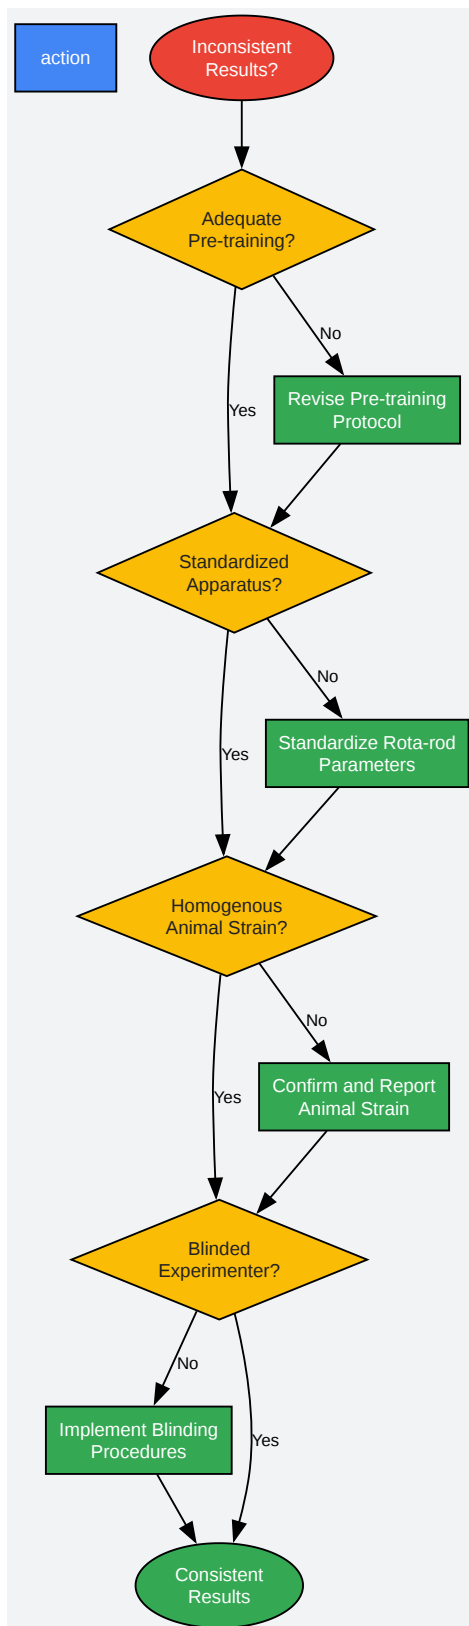 action
Inconsistent
Results?
Adequate
Pre-training?
No
Yes
Revise Pre-training
Protocol
Standardized
Apparatus?
No
Yes
Standardize Rota-rod
Parameters
Homogenous
Animal Strain?
No
Yes
Confirm and Report
Animal Strain
Blinded
Experimenter?
No
Implement Blinding
Procedures
Yes
Consistent
Results